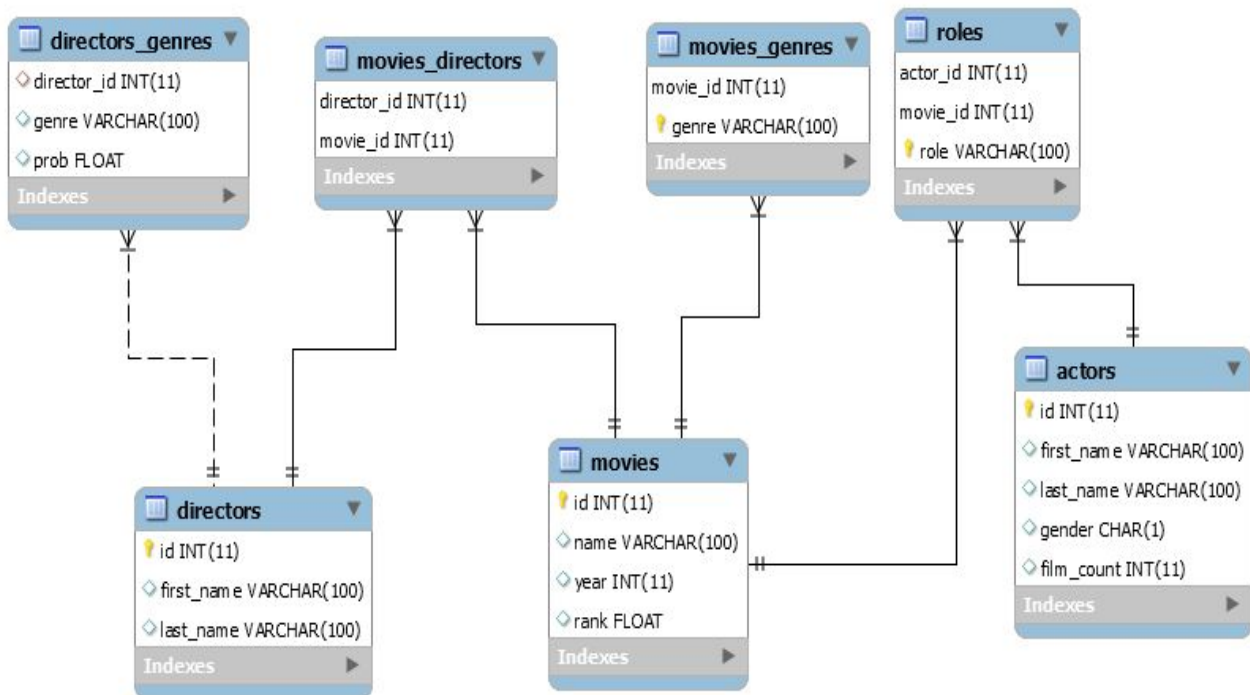 directors_genres
director_id INT(11)
genre VARCHAR(100)
prob FLOAT
Indexes
movies_directors
director_id INT(11)
movie_id INT(11)
Indexes
movies_genres
movie_id INT(11)
genre VARCHAR(100)
Indexes
roles
actor_id INT(11)
movie_id INT(11)
role VARCHAR(100)
Indexes
directors
id INT(11)
first_name VARCHAR(100)
last_name VARCHAR(100)
Indexes
movies
id INT(11)
name VARCHAR(100)
year INT(11)
rank FLOAT
Indexes
actors
id INT(11)
first_name VARCHAR(100)
last_name VARCHAR(100)
gender CHAR(1)
film_count INT(11)
Indexes